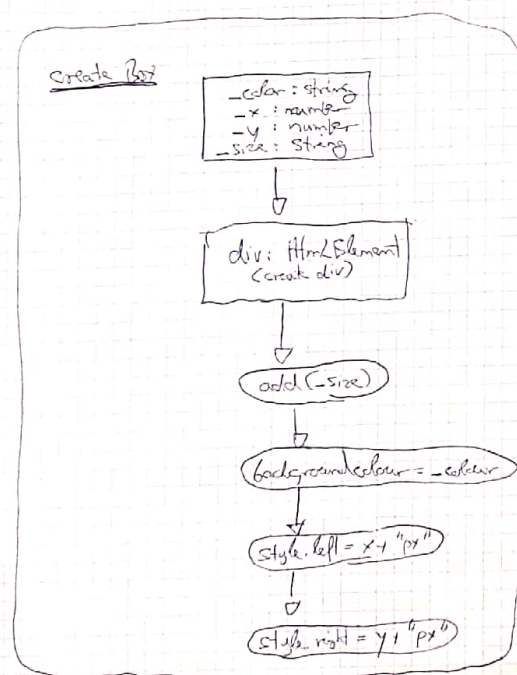 Create Box
_color : string
_x : number
_y : number
_size : String
div : HtmlElement
(create div)
add(_size)
backgroundcolour = _colour
style.left = x + "px"
style.right = y + "px"